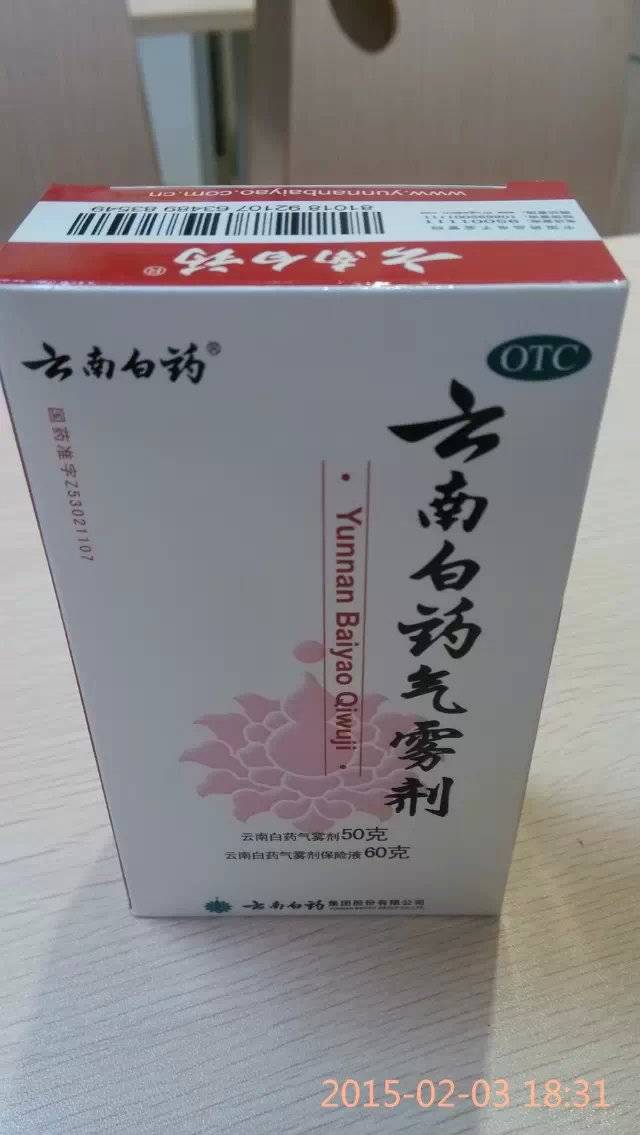 www.yunnanbaiyao.com.cn
81018 92107 63489 83549
云南白药®
云南白药®
OTC
国药准字Z53021107
云南白药气雾剂
·Yunnan Baiyao Qiwuji·
云南白药气雾剂50克
云南白药气雾剂保险液60克
云南白药集团股份有限公司
2015-02-03 18:31